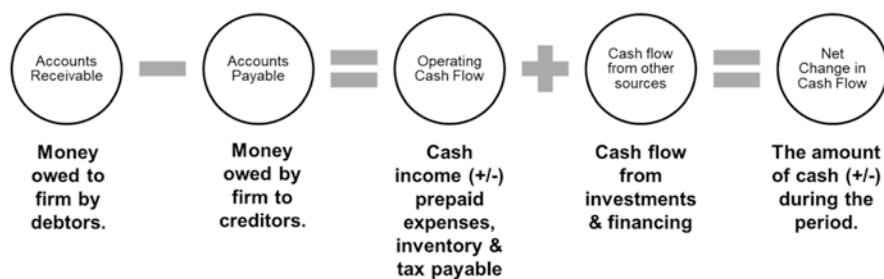 Accounts
Receivable
Accounts
Payable
Operating
Cash Flow
Cash flow
from other
sources
Net
Change in
Cash Flow
Money
owed to
firm by
debtors.
Money
owed by
firm to
creditors.
Cash
income (+/-)
prepaid
expenses,
inventory &
tax payable
Cash flow
from
investments
& financing
The amount
of cash (+/-)
during the
period.